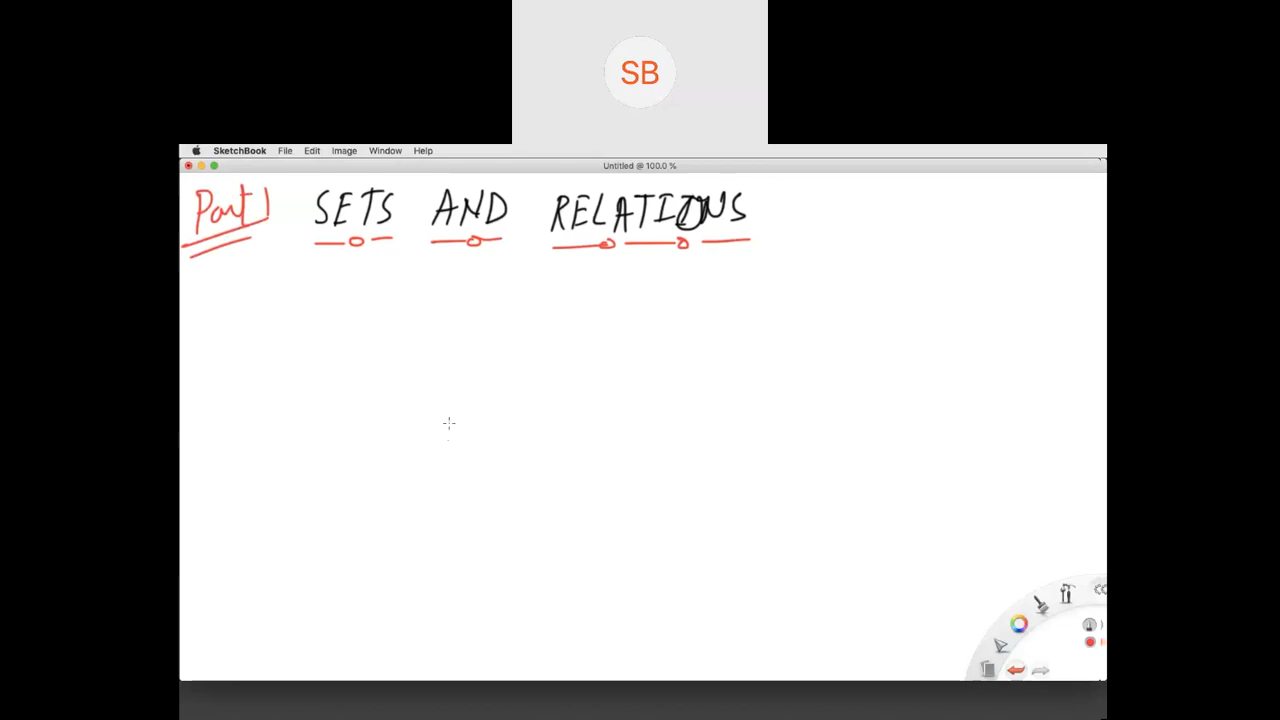 SB
SketchBook File Edit Image Window Help
Untitled @ 100.0 %
Part 1 SETS AND RELATIONS